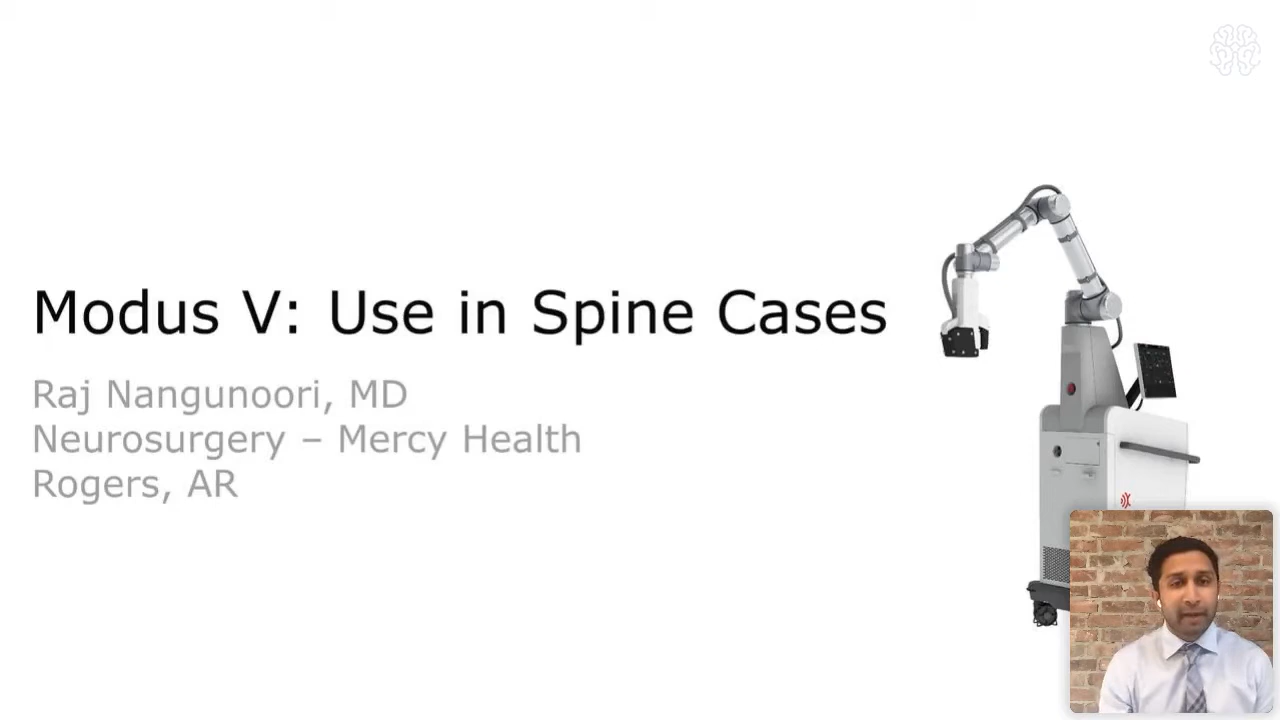 Modus V: Use in Spine Cases
Raj Nangunoori, MD
Neurosurgery – Mercy Health
Rogers, AR